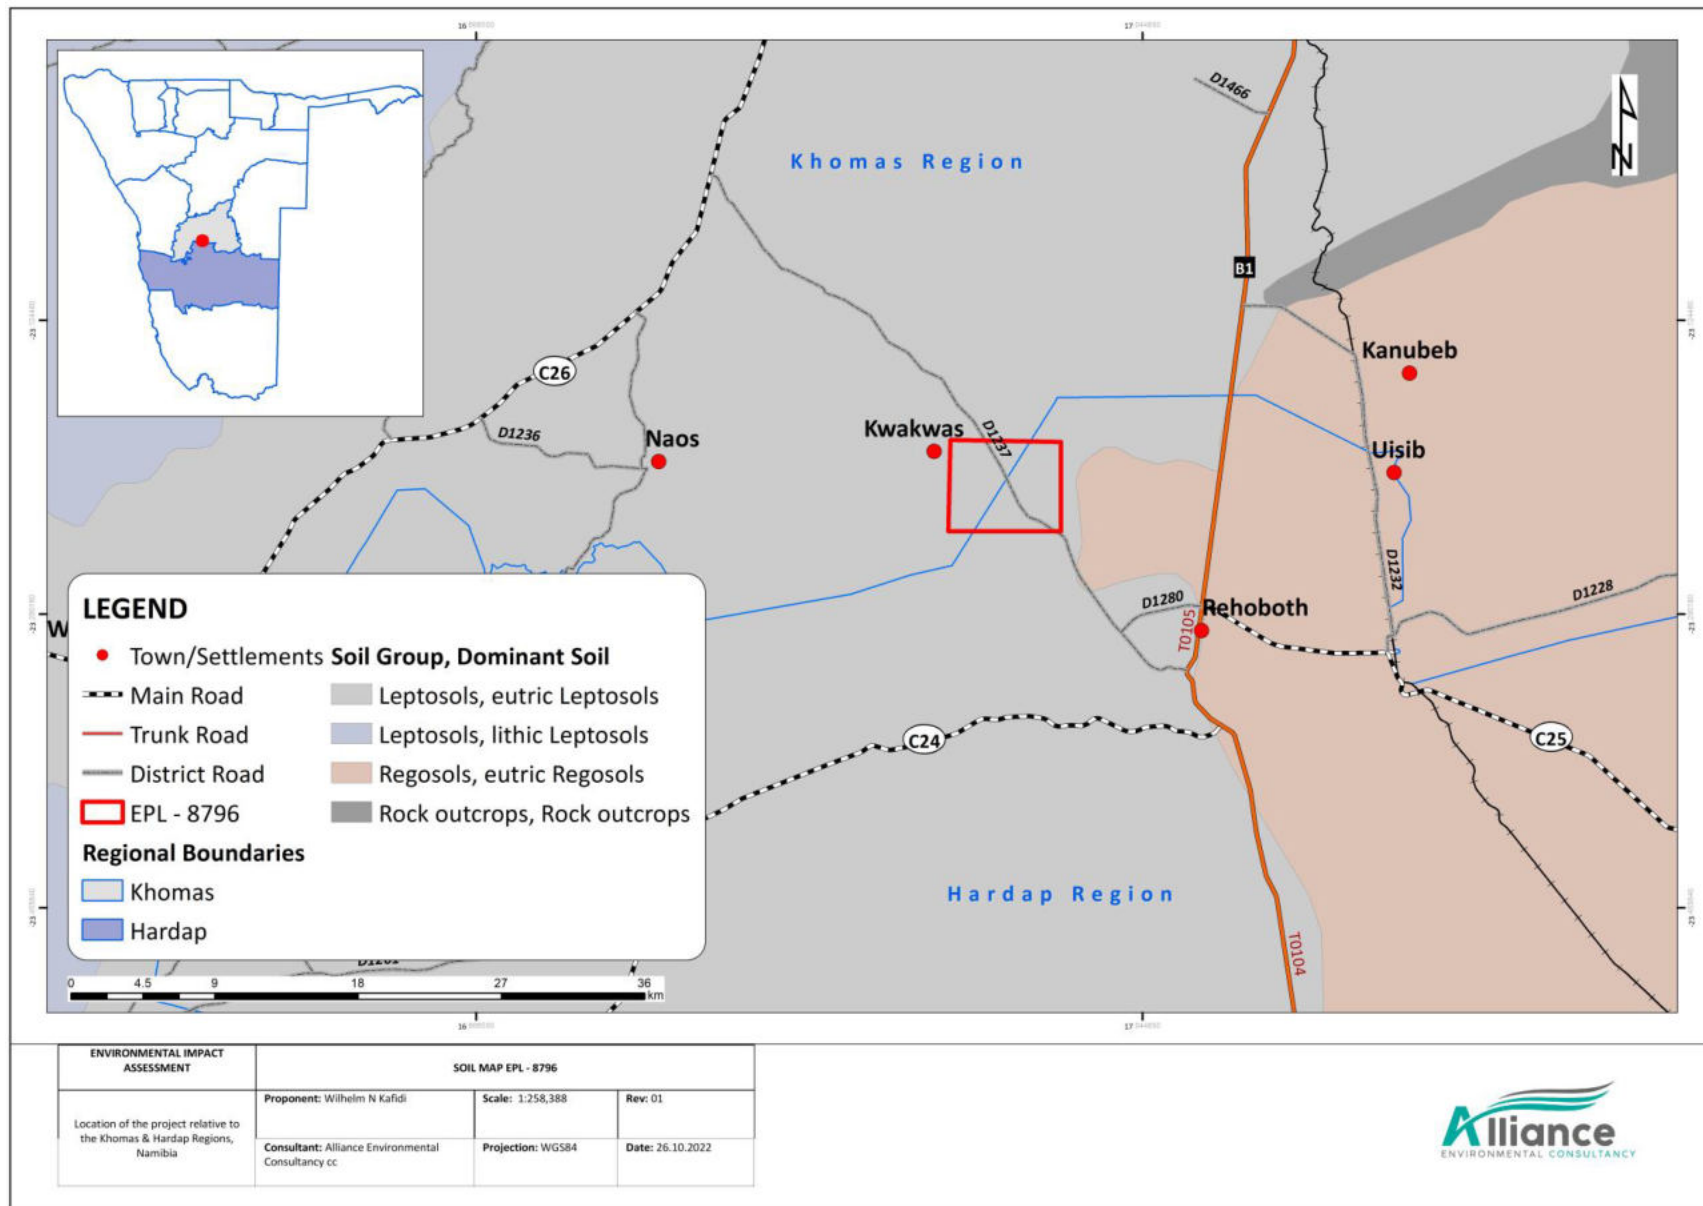 Khomas Region
D1466
B1
C26
Kanubeb
D1236
Naos
Kwakwas
D1237
Uisib
D1232
D1228
D1280
Rehoboth
T0105
W
C24
C25
Hardap Region
T0104
LEGEND
Town/Settlements
Main Road
Trunk Road
District Road
EPL - 8796
Regional Boundaries
Khomas
Hardap
Soil Group, Dominant Soil
Leptosols, eutric Leptosols
Leptosols, lithic Leptosols
Regosols, eutric Regosols
Rock outcrops, Rock outcrops
0 4.5 9 18 27 36
km
N
ENVIRONMENTAL IMPACT
ASSESSMENT
SOIL MAP EPL - 8796
Location of the project relative to
the Khomas & Hardap Regions,
Namibia
Proponent: Wilhelm N Kafidi
Scale: 1:258,388
Rev: 01
Consultant: Alliance Environmental
Consultancy cc
Projection: WGS84
Date: 26.10.2022
Alliance
ENVIRONMENTAL CONSULTANCY